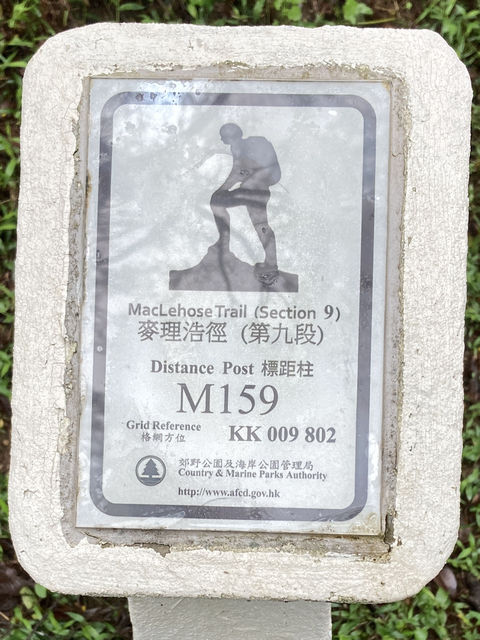 MacLehose Trail (Section 9)
麥理浩徑 (第九段)
Distance Post 標距柱
M159
Grid Reference
格網方位
KK 009 802
郊野公園及海岸公園管理局
Country & Marine Parks Authority
http://www.afcd.gov.hk